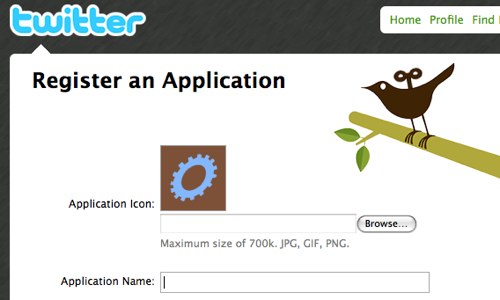 twitter
Home Profile Find
Register an Application
Application Icon:
Browse...
Maximum size of 700k. JPG, GIF, PNG.
Application Name: